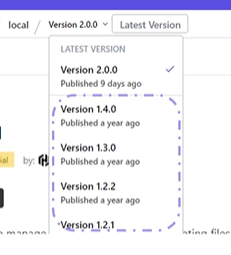 local / Version 2.0.0 Latest Version
LATEST VERSION
Version 2.0.0
Published 9 days ago
Version 1.4.0
Published a year ago
Version 1.3.0
by: Published a year ago
Version 1.2.2
Published a year ago
Version 1.2.1